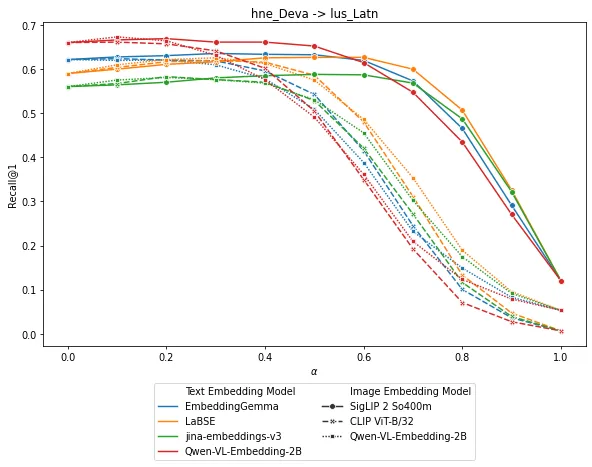 hne_Deva -> lus_Latn
Recall@1
0.7
0.6
0.5
0.4
0.3
0.2
0.1
0.0
0.0 0.2 0.4 0.6 0.8 1.0
α
Text Embedding Model
EmbeddingGemma
LaBSE
jina-embeddings-v3
Qwen-VL-Embedding-2B
Image Embedding Model
SigLIP 2 So400m
CLIP ViT-B/32
Qwen-VL-Embedding-2B